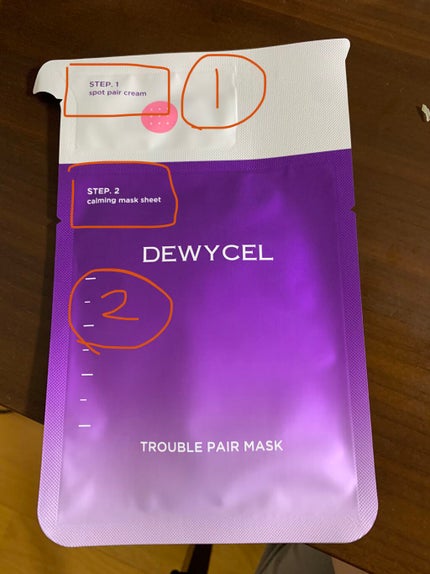 STEP. 1
spot pair cream
1
STEP. 2
calming mask sheet
DEWYCEL
2
TROUBLE PAIR MASK